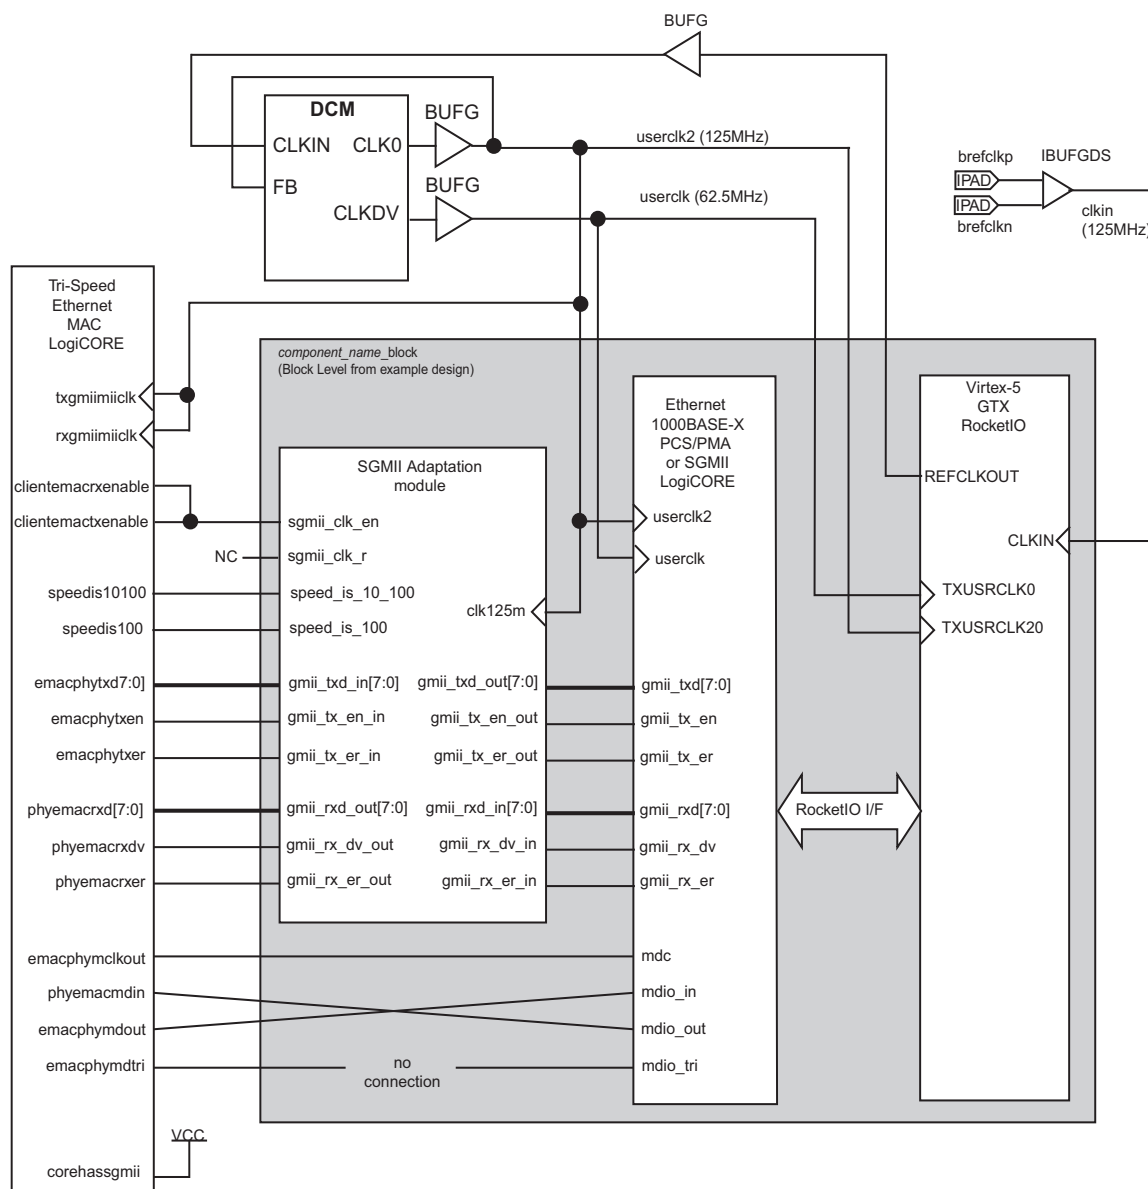 BUFG
DCM
BUFG
CLKIN
CLK0
userclk2 (125MHz)
FB
BUFG
CLKDV
userclk (62.5MHz)
brefclkp
IBUFGDS
IPAD
IPAD
brefclkn
clkin
(125MHz)
Tri-Speed
Ethernet
MAC
LogiCORE
txgmiimiiclk
rxgmiimiiclk
clientemacrxenable
clientemactxenable
NC
speedis10100
speedis100
emacphytxd7:0]
emacphytxen
emacphytxer
phyemacrxd[7:0]
phyemacrxdv
phyemacrxer
emacphymclkout
phyemacmdin
emacphymdout
emacphymdtri
VCC
corehassgmii
component_name_block
(Block Level from example design)
SGMII Adaptation
module
sgmii_clk_en
sgmii_clk_r
speed_is_10_100
clk125m
speed_is_100
gmii_txd_in[7:0]
gmii_txd_out[7:0]
gmii_tx_en_in
gmii_tx_en_out
gmii_tx_er_in
gmii_tx_er_out
gmii_rxd_out[7:0]
gmii_rxd_in[7:0]
gmii_rx_dv_out
gmii_rx_dv_in
gmii_rx_er_out
gmii_rx_er_in
no
connection
Ethernet
1000BASE-X
PCS/PMA
or SGMII
LogiCORE
userclk2
userclk
gmii_txd[7:0]
gmii_tx_en
gmii_tx_er
gmii_rxd[7:0]
gmii_rx_dv
gmii_rx_er
mdc
mdio_in
mdio_out
mdio_tri
RocketIO I/F
Virtex-5
GTX
RocketIO
REFCLKOUT
CLKIN
TXUSRCLK0
TXUSRCLK20